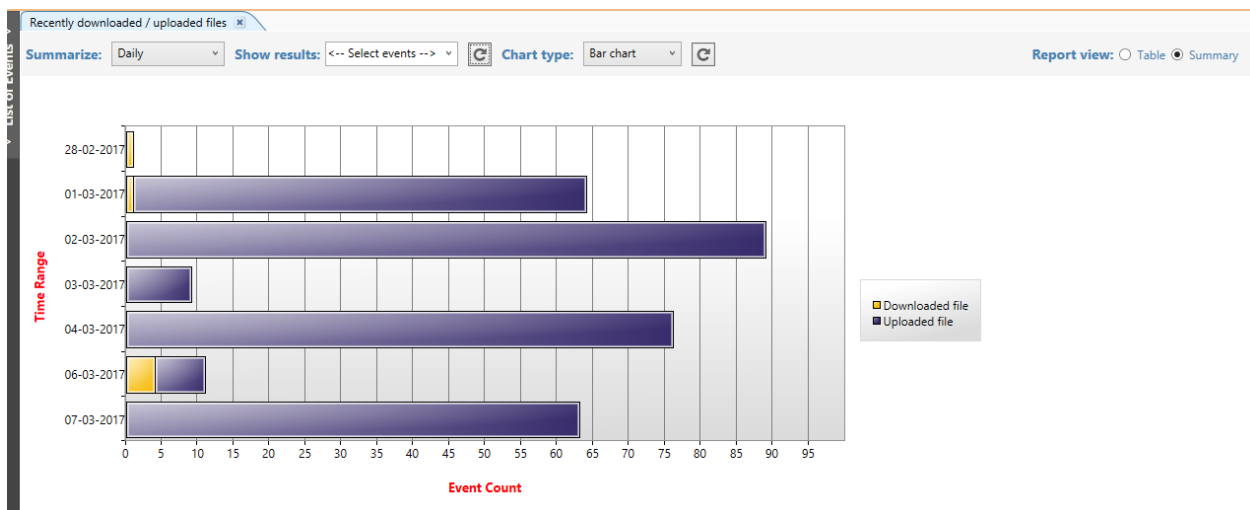 Recently downloaded / uploaded files
List of Events
Summarize: Daily Show results: <-- Select events --> Chart type: Bar chart Report view: Table Summary
28-02-2017
01-03-2017
02-03-2017
03-03-2017
04-03-2017
06-03-2017
07-03-2017
Time Range
Downloaded file
Uploaded file
0 5 10 15 20 25 30 35 40 45 50 55 60 65 70 75 80 85 90 95
Event Count